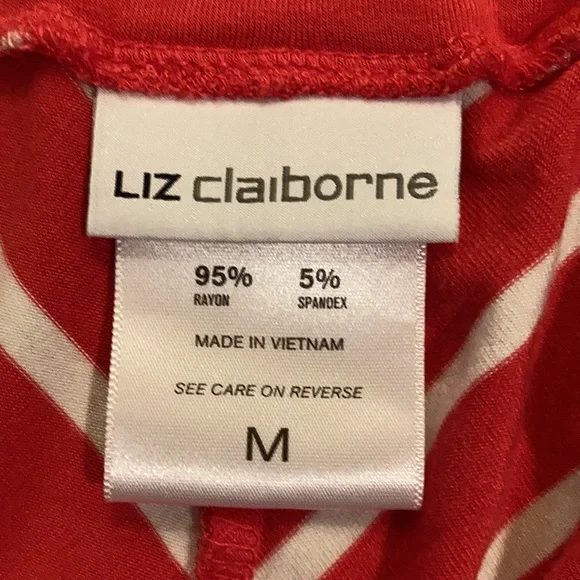 LIZ claiborne
95% 5%
RAYON SPANDEX
MADE IN VIETNAM
SEE CARE ON REVERSE
M